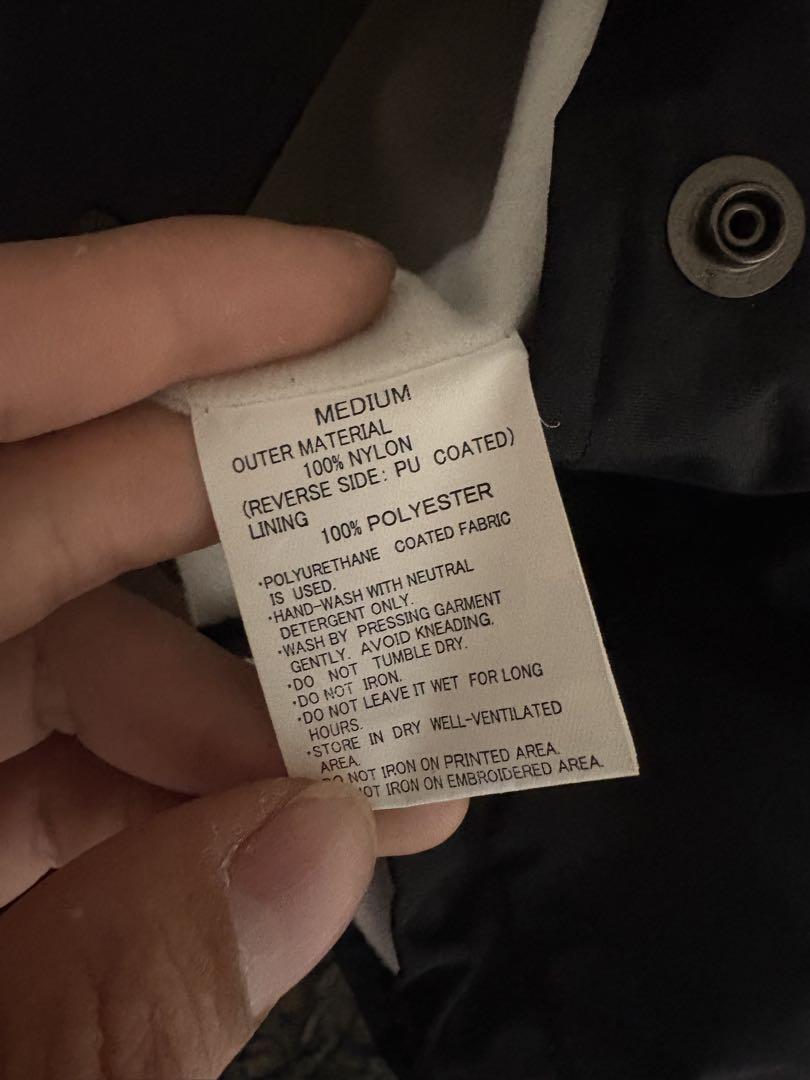 MEDIUM
OUTER MATERIAL
100% NYLON
(REVERSE SIDE: PU COATED)
LINING
100% POLYESTER
·POLYURETHANE COATED FABRIC
IS USED.
·HAND-WASH WITH NEUTRAL
DETERGENT ONLY.
·WASH BY PRESSING GARMENT
GENTLY. AVOID KNEADING.
·DO NOT TUMBLE DRY.
·DO NOT IRON.
·DO NOT LEAVE IT WET FOR LONG
HOURS.
·STORE IN DRY WELL-VENTILATED
AREA.
DO NOT IRON ON PRINTED AREA.
NOT IRON ON EMBROIDERED AREA.